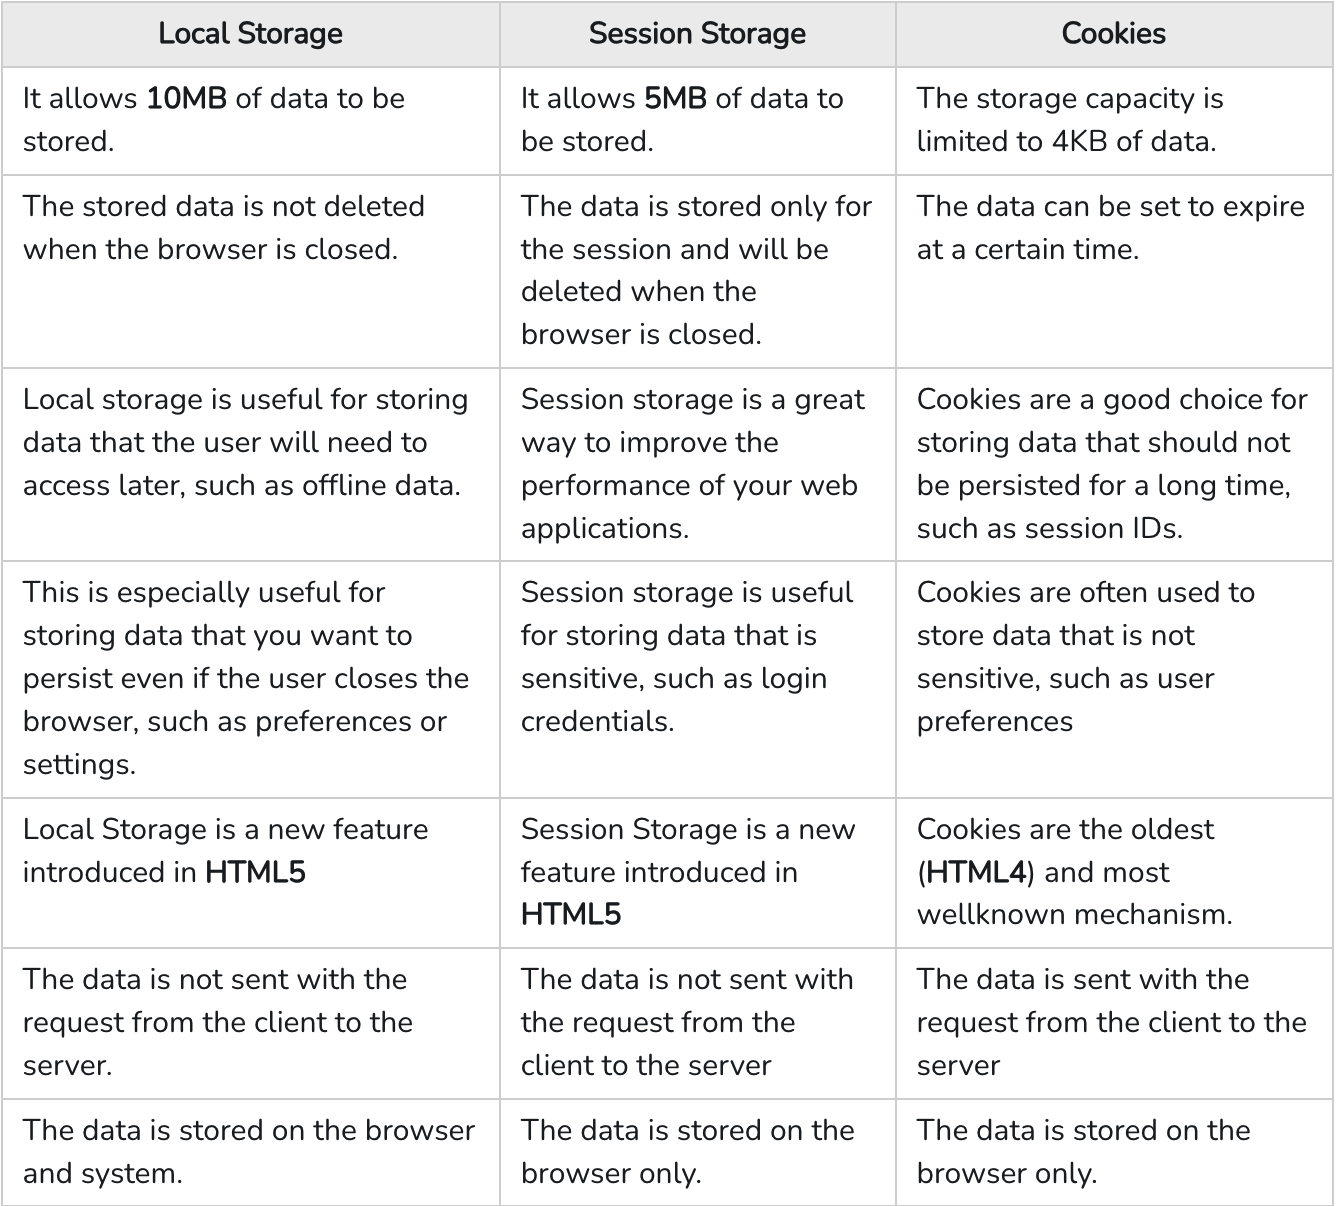 Local Storage
Session Storage
Cookies
It allows 10MB of data to be
stored.
It allows 5MB of data to
be stored.
The storage capacity is
limited to 4KB of data.
The stored data is not deleted
when the browser is closed.
The data is stored only for
the session and will be
deleted when the
browser is closed.
The data can be set to expire
at a certain time.
Local storage is useful for storing
data that the user will need to
access later, such as offline data.
Session storage is a great
way to improve the
performance of your web
applications.
Cookies are a good choice for
storing data that should not
be persisted for a long time,
such as session IDs.
This is especially useful for
storing data that you want to
persist even if the user closes the
browser, such as preferences or
settings.
Session storage is useful
for storing data that is
sensitive, such as login
credentials.
Cookies are often used to
store data that is not
sensitive, such as user
preferences
Local Storage is a new feature
introduced in HTML5
Session Storage is a new
feature introduced in
HTML5
Cookies are the oldest
(HTML4) and most
wellknown mechanism.
The data is not sent with the
request from the client to the
server.
The data is not sent with
the request from the
client to the server
The data is sent with the
request from the client to the
server
The data is stored on the browser
and system.
The data is stored on the
browser only.
The data is stored on the
browser only.